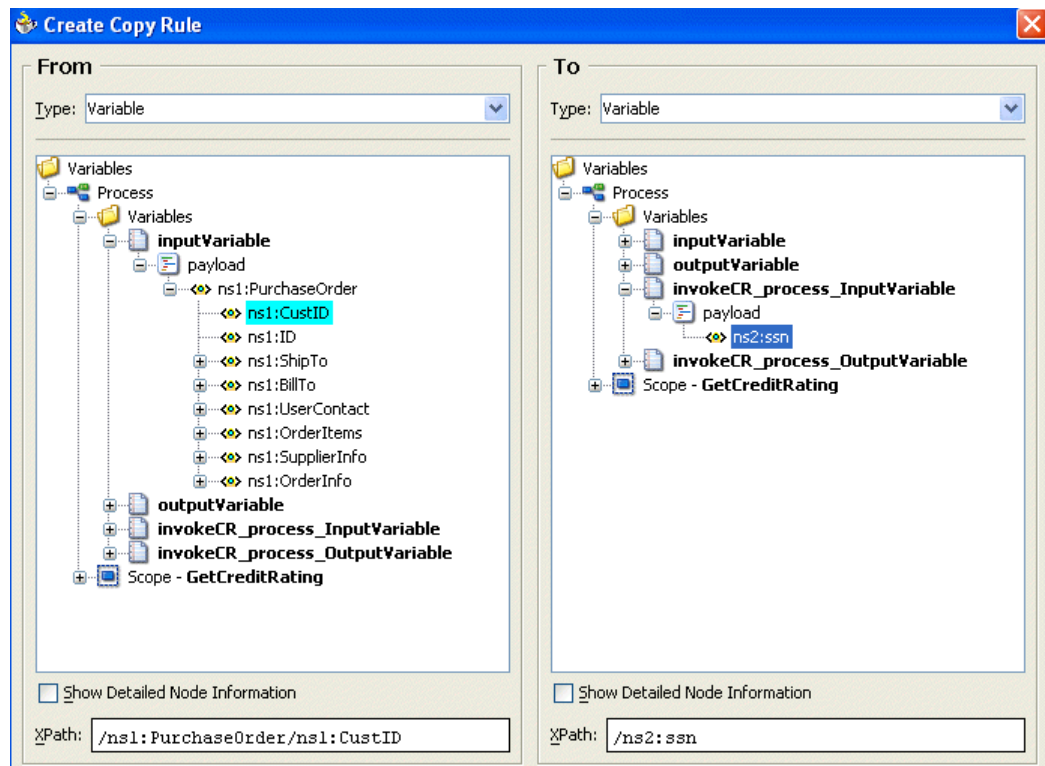 Create Copy Rule
From
Type: Variable
Variables
Process
Variables
inputVariable
payload
ns1:PurchaseOrder
ns1:CustID
ns1:ID
ns1:ShipTo
ns1:BillTo
ns1:UserContact
ns1:OrderItems
ns1:SupplierInfo
ns1:OrderInfo
outputVariable
invokeCR_process_InputVariable
invokeCR_process_OutputVariable
Scope - GetCreditRating
Show Detailed Node Information
XPath: /ns1:PurchaseOrder/ns1:CustID
To
Type: Variable
Variables
Process
Variables
inputVariable
outputVariable
invokeCR_process_InputVariable
payload
ns2:ssn
invokeCR_process_OutputVariable
Scope - GetCreditRating
Show Detailed Node Information
XPath: /ns2:ssn